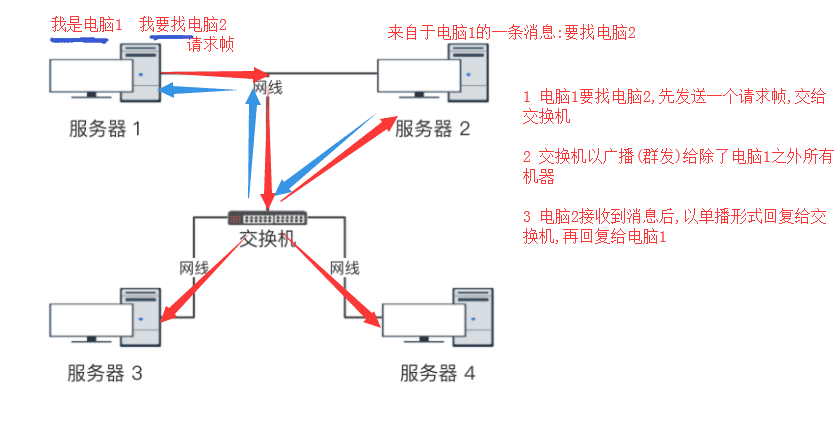 我是电脑1 我要找电脑2
请求帧
来自于电脑1的一条消息:要找电脑2
网线
服务器 1
服务器 2
1 电脑1要找电脑2,先发送一个请求帧,交给
交换机
2 交换机以广播(群发)给除了电脑1之外所有
机器
3 电脑2接收到消息后,以单播形式回复给交
换机,再回复给电脑1
交换机
网线
网线
服务器 3
服务器 4